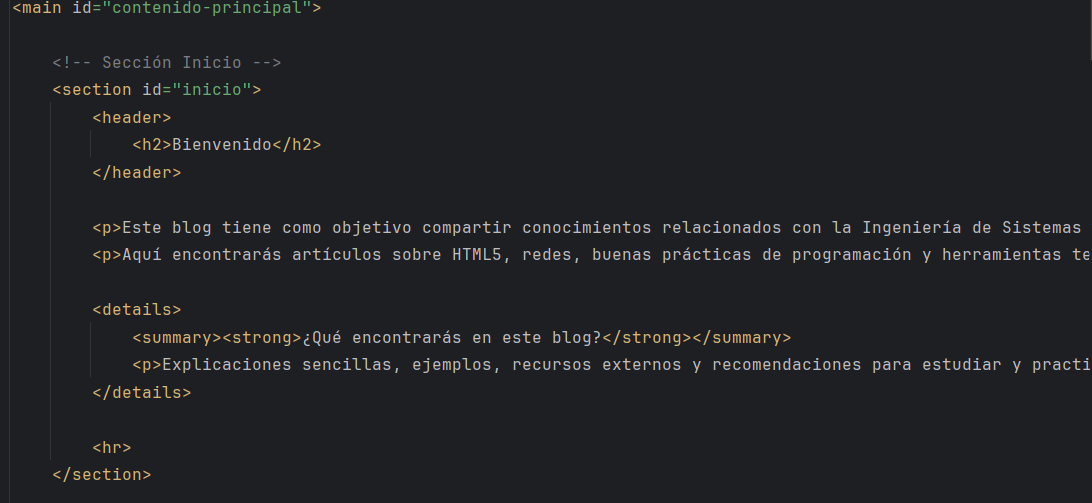 <main id="contenido-principal">
<!-- Sección Inicio -->
<section id="inicio">
<header>
<h2>Bienvenido</h2>
</header>
<p>Este blog tiene como objetivo compartir conocimientos relacionados con la Ingeniería de Sistemas
<p>Aquí encontrarás artículos sobre HTML5, redes, buenas prácticas de programación y herramientas te
<details>
<summary><strong>¿Qué encontrarás en este blog?</strong></summary>
<p>Explicaciones sencillas, ejemplos, recursos externos y recomendaciones para estudiar y practi
</details>
<hr>
</section>